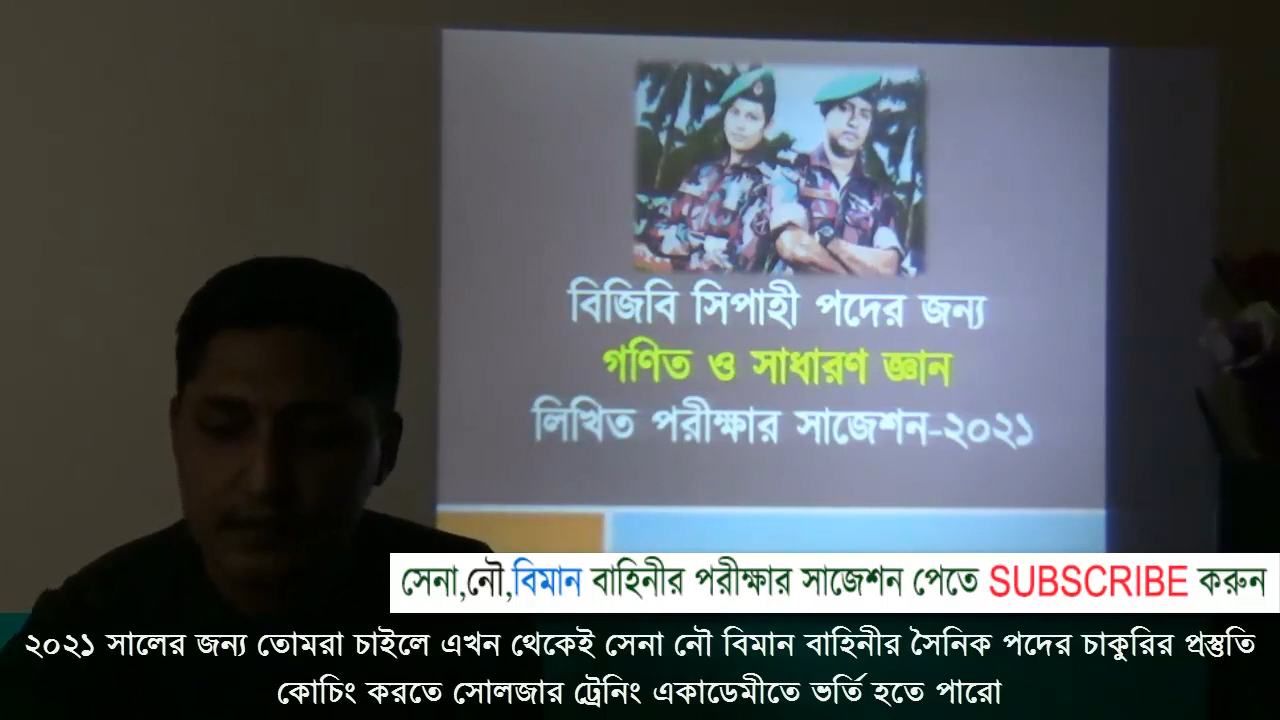 বিজিবি সিপাহী পদের জন্য
গণিত ও সাধারণ জ্ঞান
লিখিত পরীক্ষার সাজেশন-২০২১
সেনা,নৌ,বিমান বাহিনীর পরীক্ষার সাজেশন পেতে SUBSCRIBE করুন
২০২১ সালের জন্য তোমরা চাইলে এখন থেকেই সেনা নৌ বিমান বাহিনীর সৈনিক পদের চাকুরির প্রস্তুতি
কোচিং করতে সোলজার ট্রেনিং একাডেমীতে ভর্তি হতে পারো